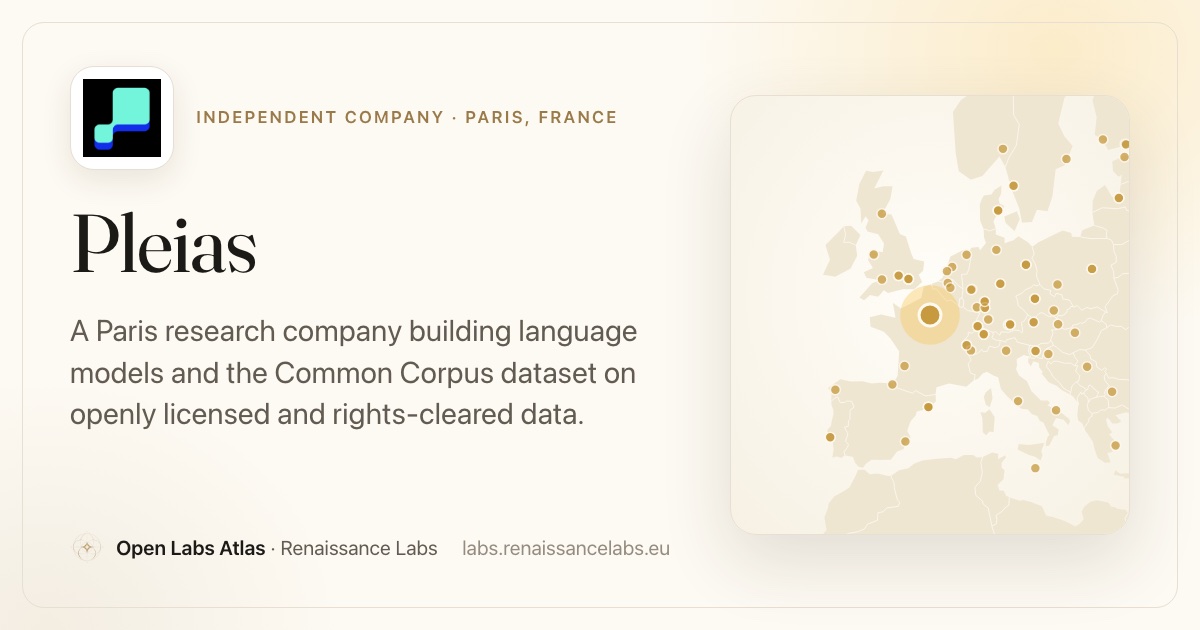 INDEPENDENT COMPANY · PARIS, FRANCE
Pleias
A Paris research company building language
models and the Common Corpus dataset on
openly licensed and rights-cleared data.
Open Labs Atlas · Renaissance Labs labs.renaissancelabs.eu